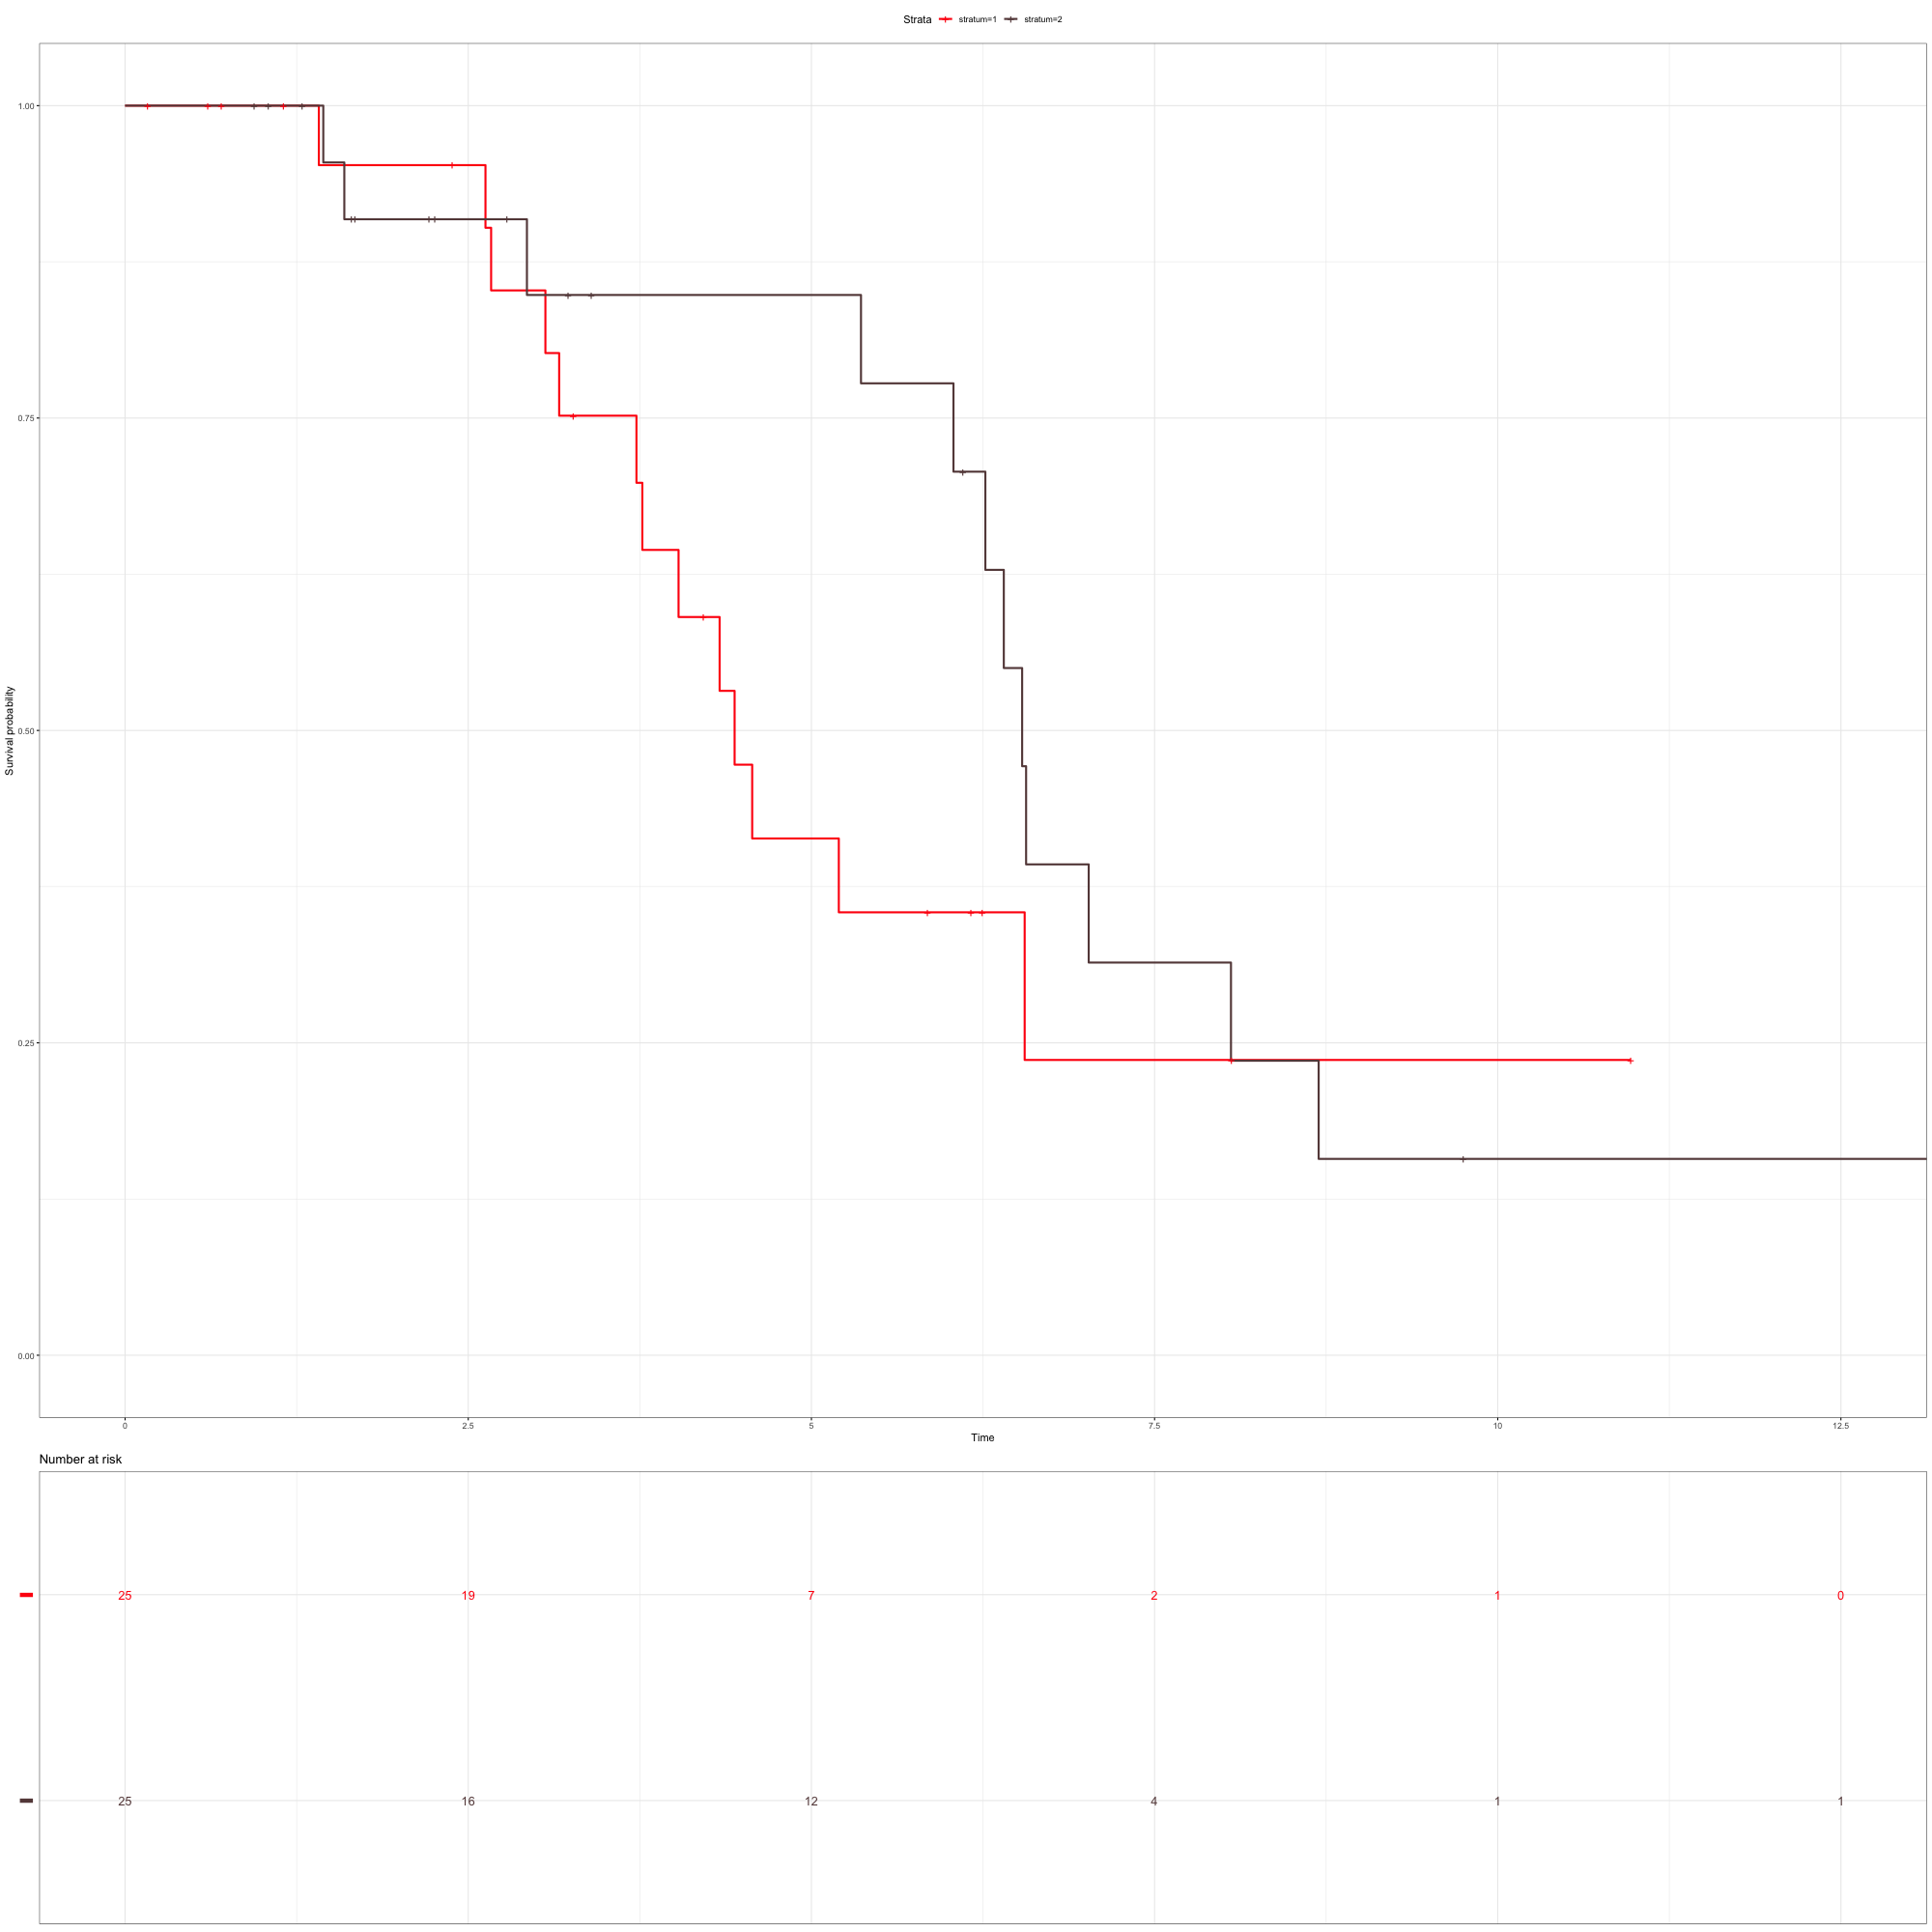 Strata stratum=1 stratum=2
1.00
0.75
0.50
0.25
0.00
Survival probability
0 2.5 5 7.5 10 12.5
Time
Number at risk
25 19 7 2 1 0
25 16 12 4 1 1